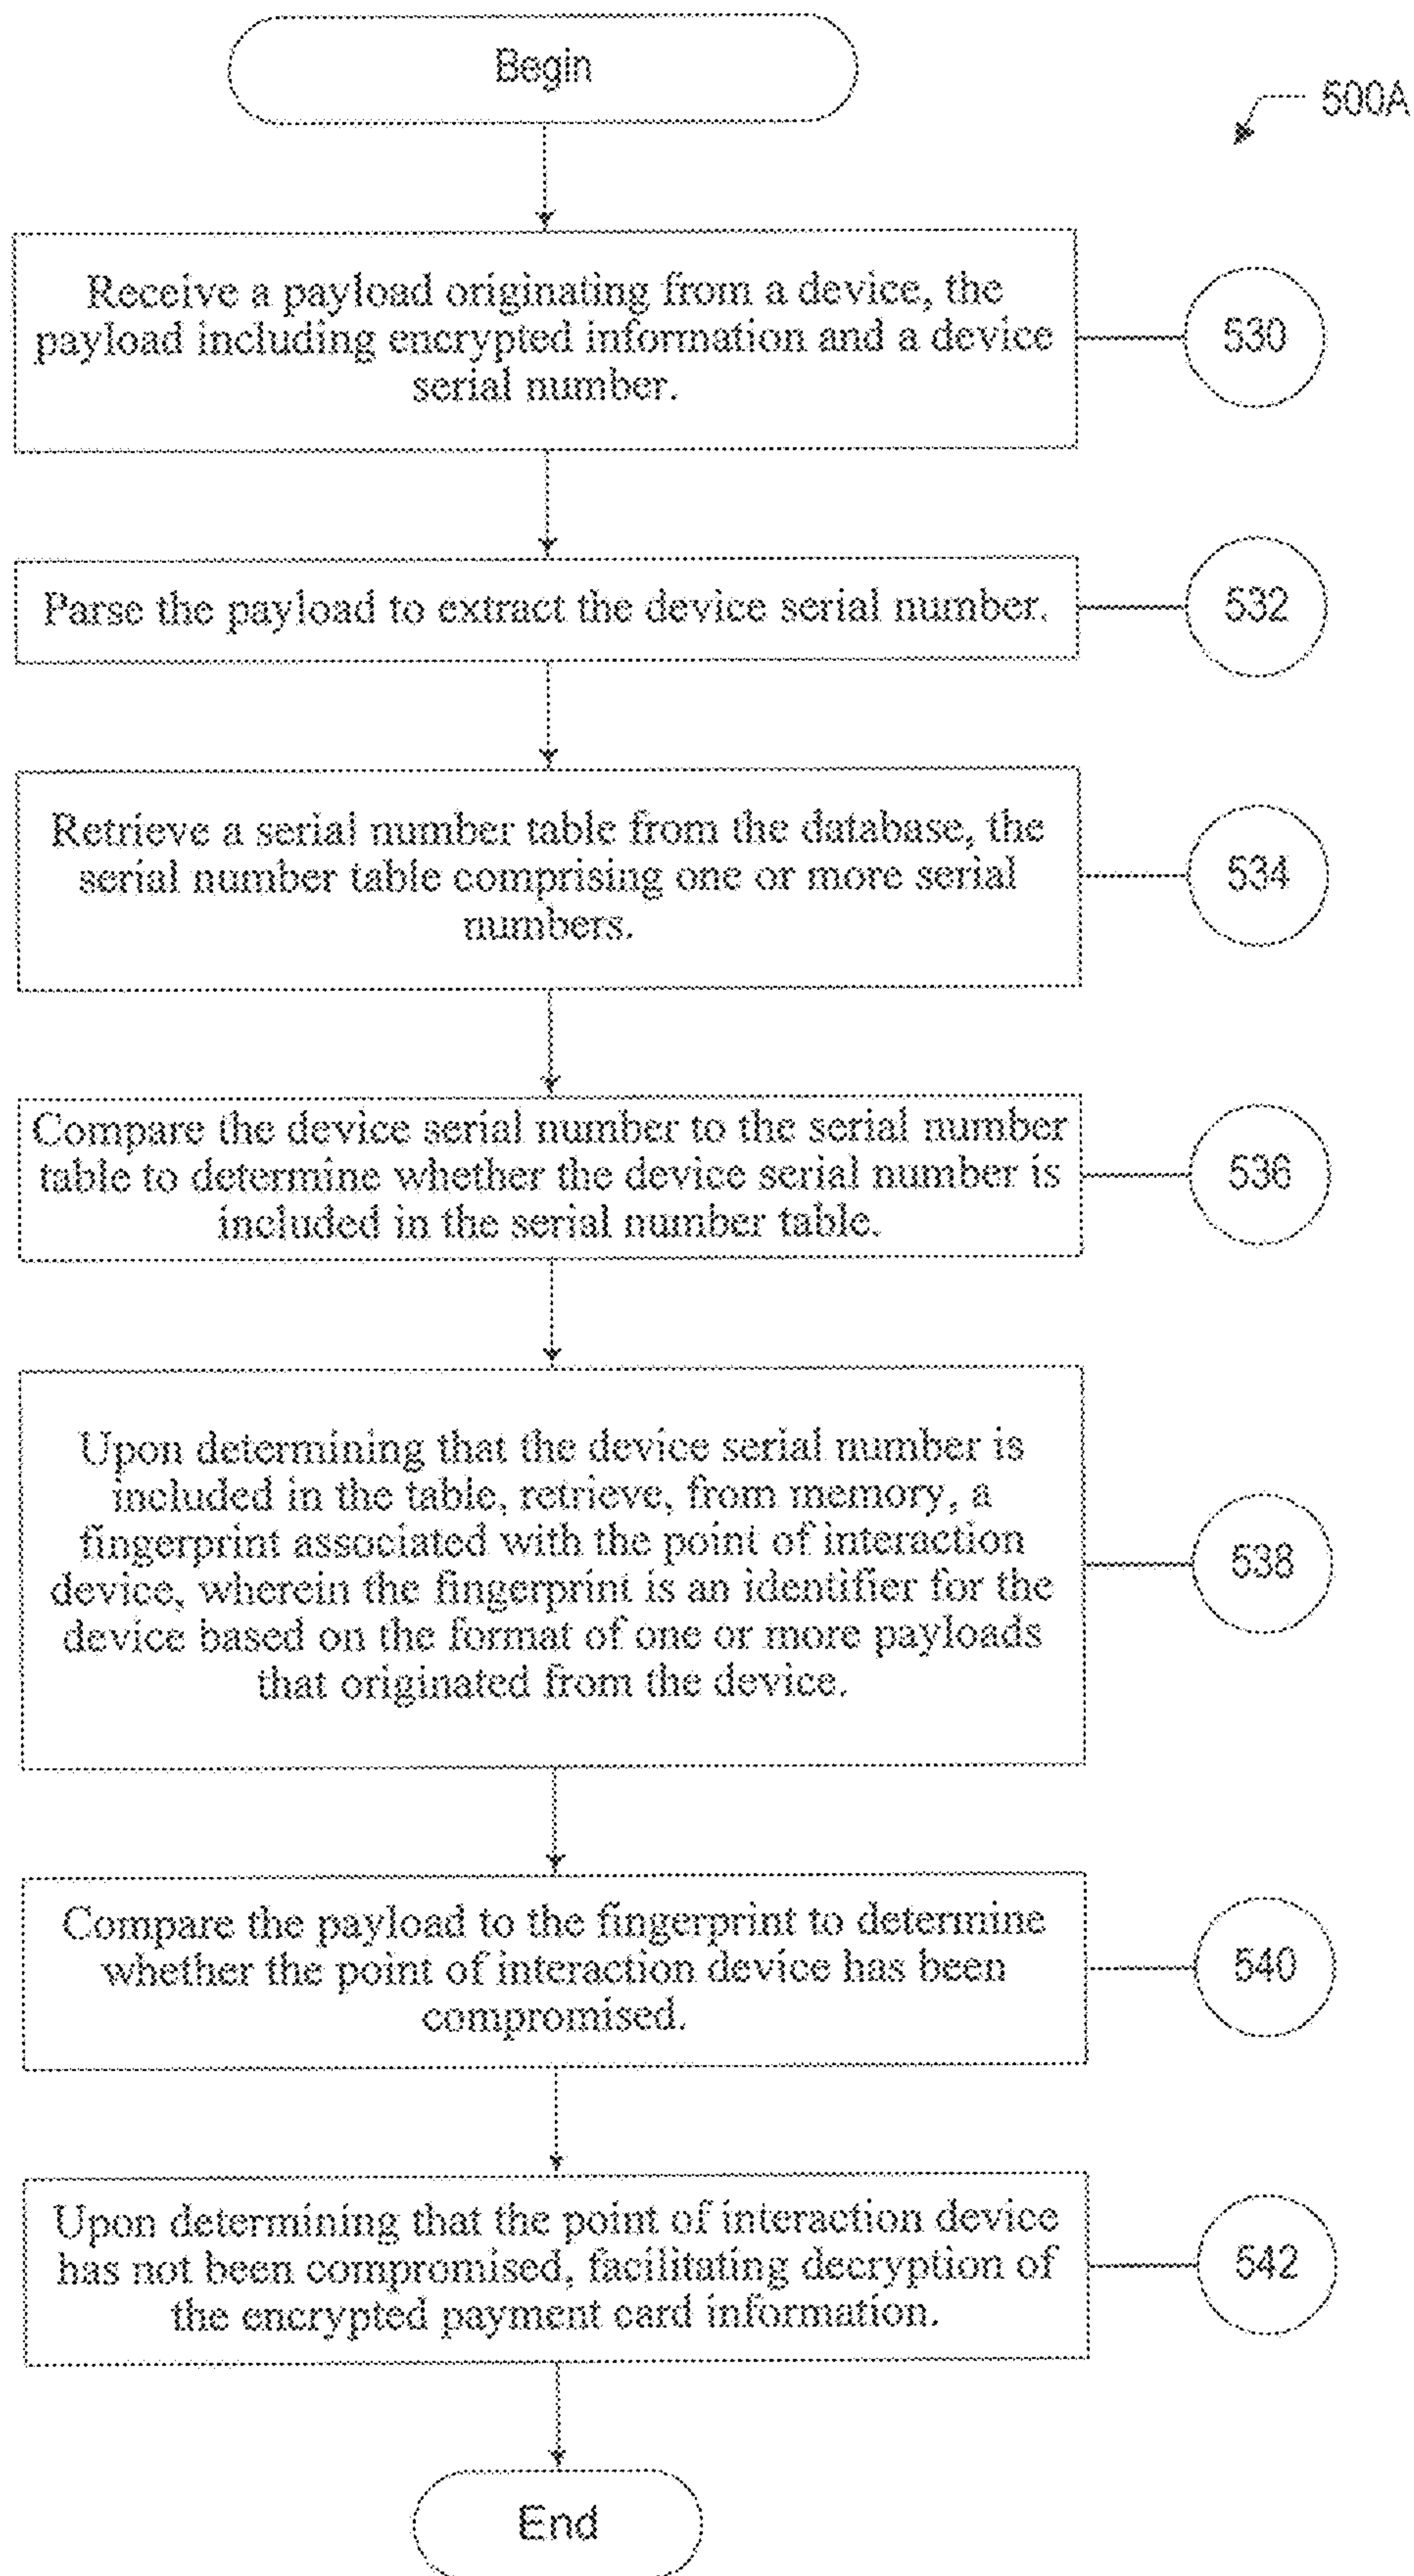 Begin
500A
Receive a payload originating from a device, the
payload including encrypted information and a device
serial number.
530
Parse the payload to extract the device serial number.
532
Retrieve a serial number table from the database, the
serial number table comprising one or more serial
numbers.
534
Compare the device serial number to the serial number
table to determine whether the device serial number is
included in the serial number table.
536
Upon determining that the device serial number is
included in the table, retrieve, from memory, a
fingerprint associated with the point of interaction
device, wherein the fingerprint is an identifier for the
device based on the format of one or more payloads
that originated from the device.
538
Compare the payload to the fingerprint to determine
whether the point of interaction device has been
compromised.
540
Upon determining that the point of interaction device
has not been compromised, facilitating decryption of
the encrypted payment card information.
542
End